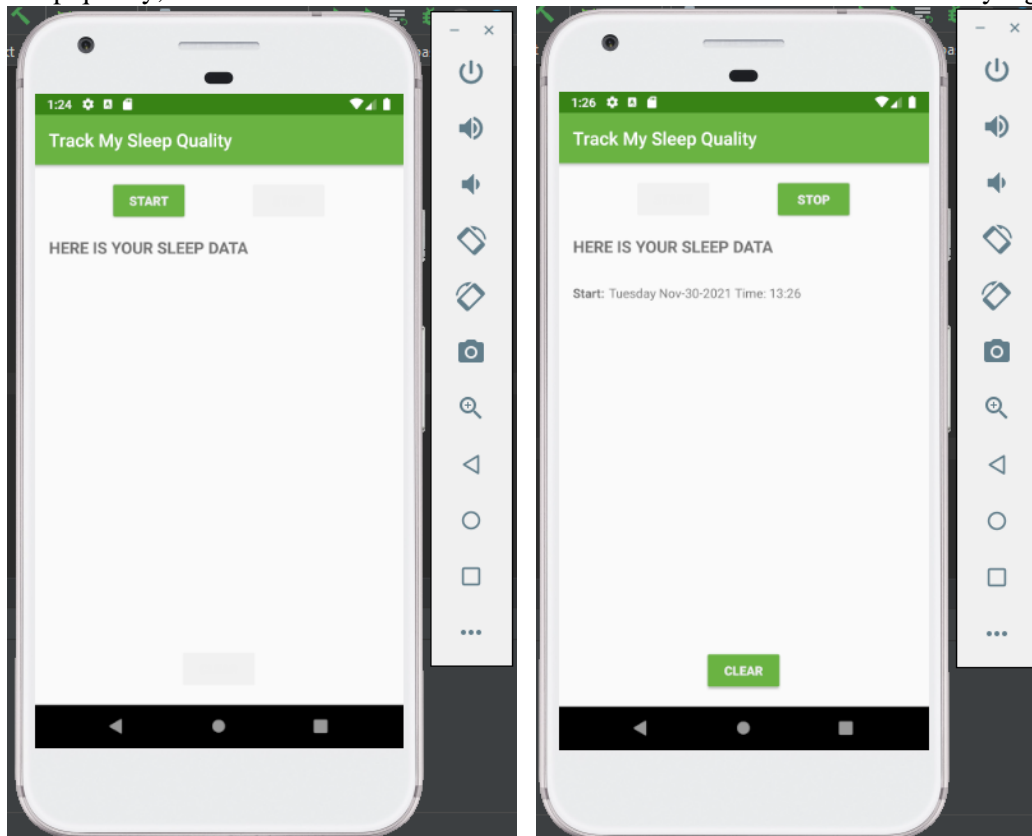 1:24
Track My Sleep Quality
START
HERE IS YOUR SLEEP DATA
1:26
Track My Sleep Quality
STOP
HERE IS YOUR SLEEP DATA
Start: Tuesday Nov-30-2021 Time: 13:26
CLEAR